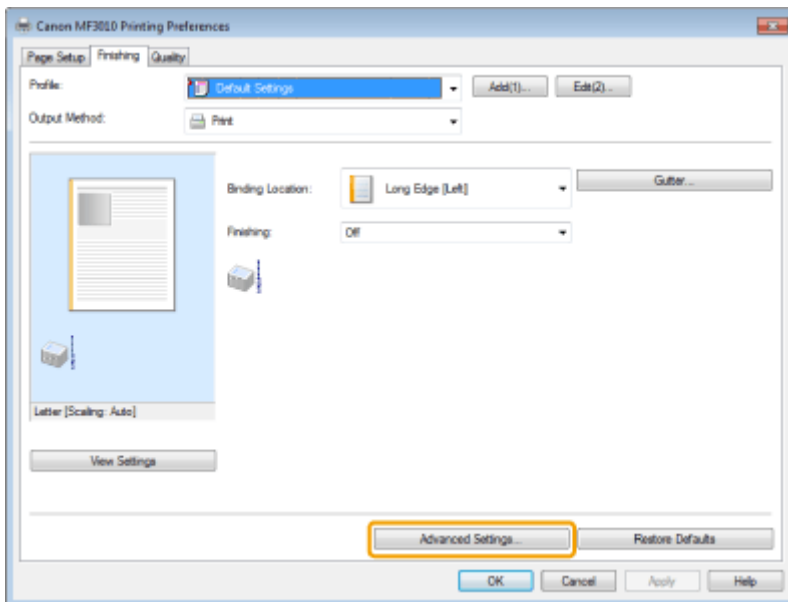 Canon MF3010 Printing Preferences
Page Setup Finishing Quality
Profile: Default Settings Add(1)... Edit(2)...
Output Method: Print
Binding Location: Long Edge [Left] Gutter...
Finishing: Off
Letter [Scaling: Auto]
View Settings
Advanced Settings... Restore Defaults
OK Cancel Apply Help